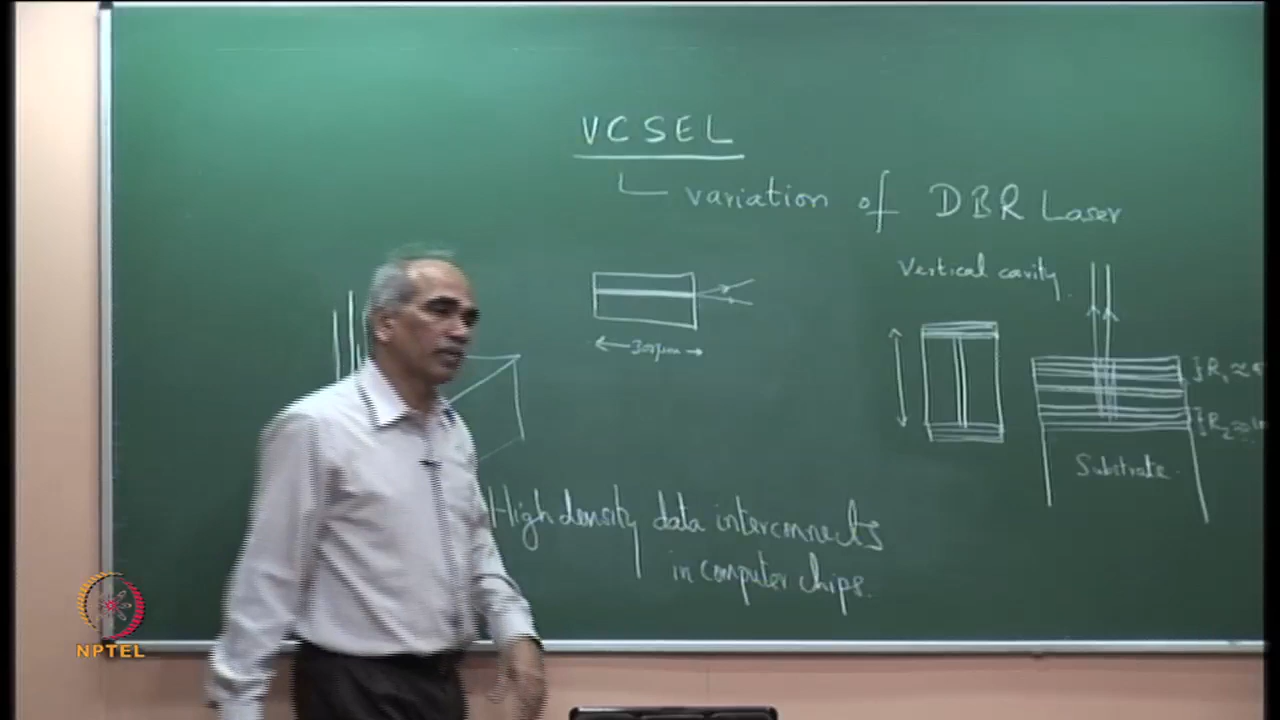 VCSEL
variation of DBR Laser
Vertical cavity
300μm
R₁ ≈
R₂ ≈
Substrate
High density data interconnects
in computer chips.
NPTEL